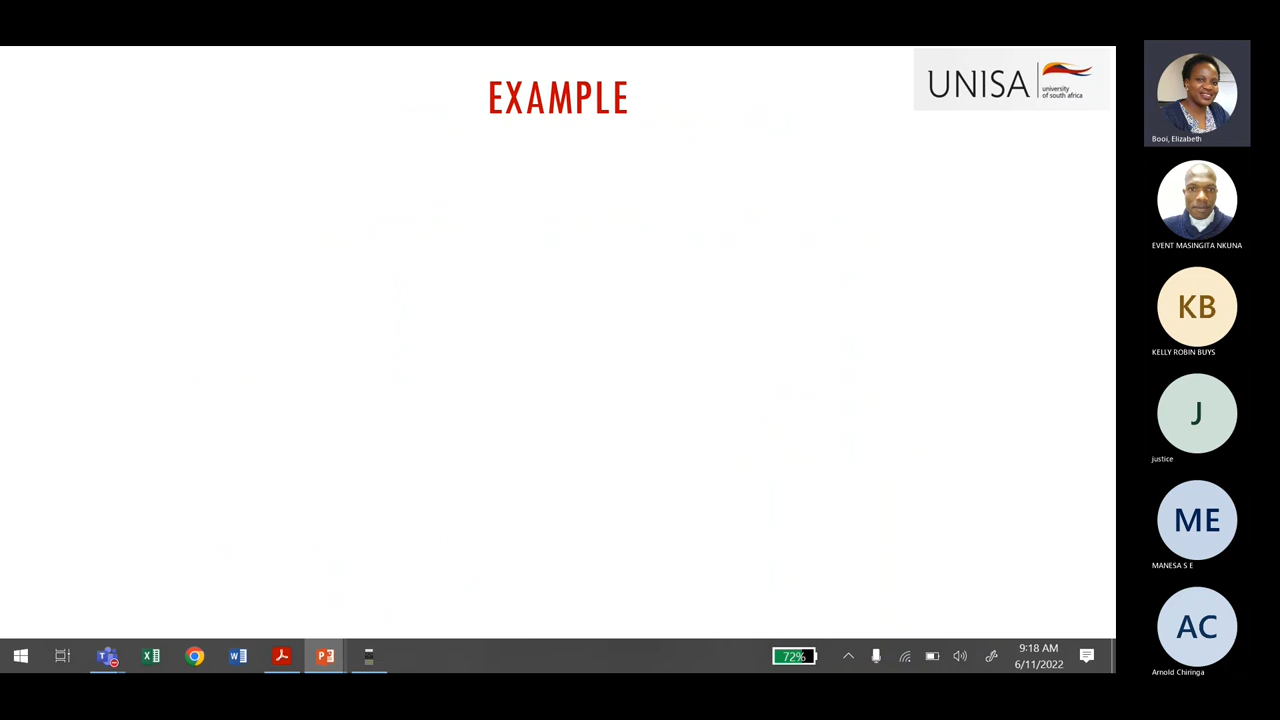 EXAMPLE
UNISA
university
of south africa
Booi, Elizabeth
EVENT MASINGITA NKUNA
KB
KELLY ROBIN BUYS
J
justice
ME
MANESA S E
AC
Arnold Chiringa
72%
9:18 AM
6/11/2022